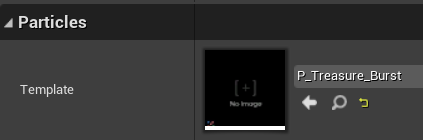 Particles
Template
[+]
No Image
P_Treasure_Burst